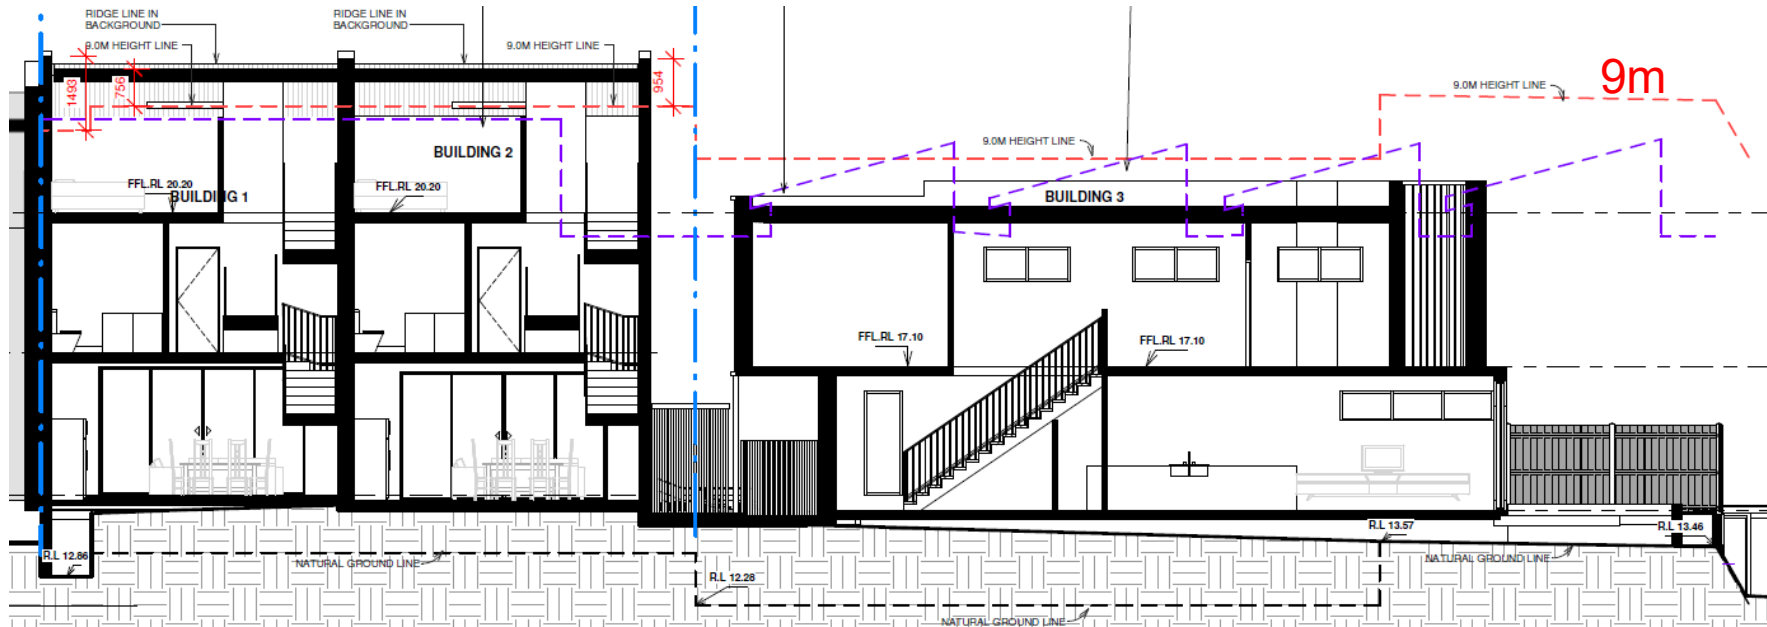 RIDGE LINE IN
BACKGROUND
RIDGE LINE IN
BACKGROUND
9.0M HEIGHT LINE
9.0M HEIGHT LINE
1493
756
954
9m
9.0M HEIGHT LINE
9.0M HEIGHT LINE
BUILDING 2
FFL.RL 20.20
BUILDING 1
FFL.RL 20.20
BUILDING 3
FFL.RL 17.10
FFL.RL 17.10
R.L 12.86
NATURAL GROUND LINE
R.L 12.28
NATURAL GROUND LINE
R.L 13.57
R.L 13.46
NATURAL GROUND LINE